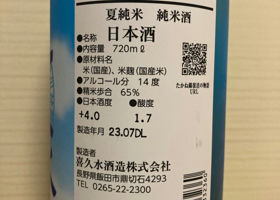 夏純米 純米酒
●名称 日本酒
●内容量 720mℓ
●原材料名
米(国産)、米麹(国産米)
●アルコール分 14度
●精米歩合 65%
●日本酒度 ●酸度
+4.0 1.7
製造年月 23.07DL
製造者
喜久水酒造株式会社
長野県飯田市鼎切石4293
TEL 0265-22-2300
URL